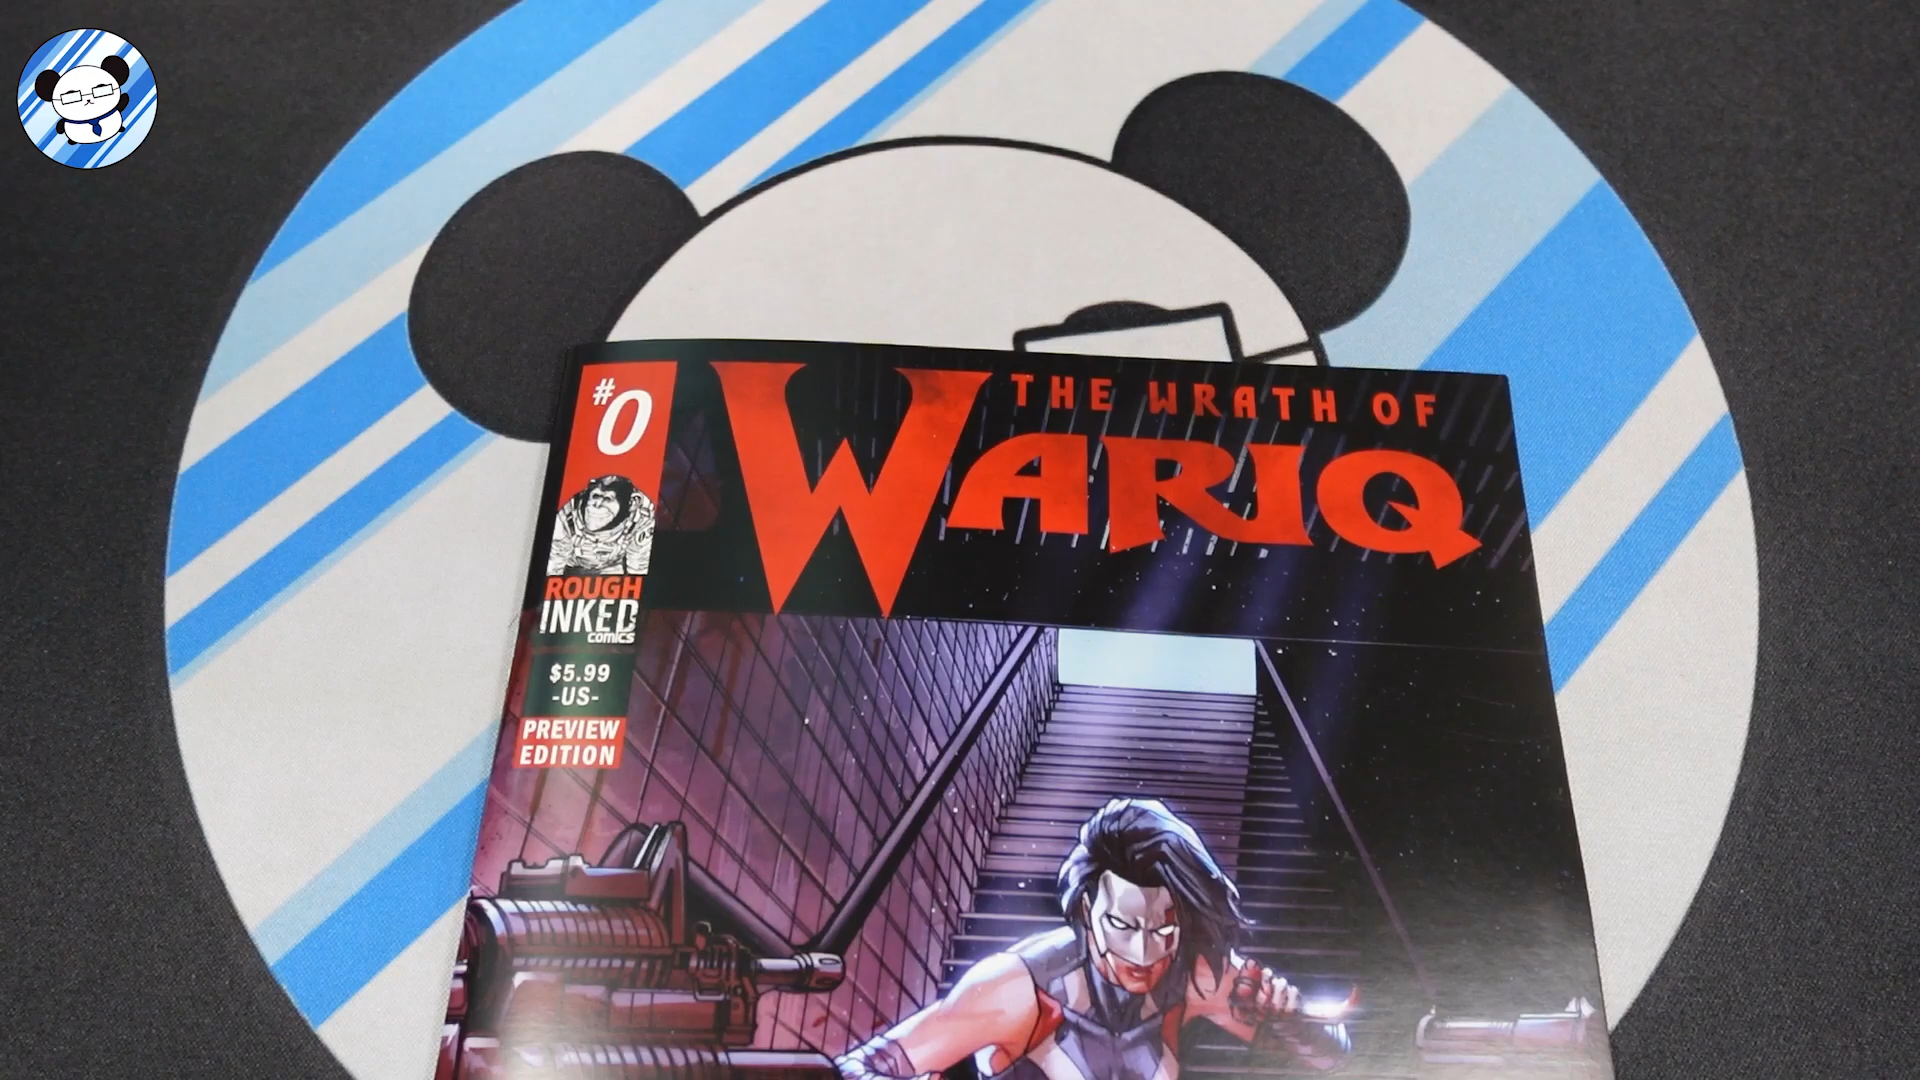 #0
THE WRATH OF
WARIQ
ROUGH
INKED
comics
$5.99
-US-
PREVIEW
EDITION